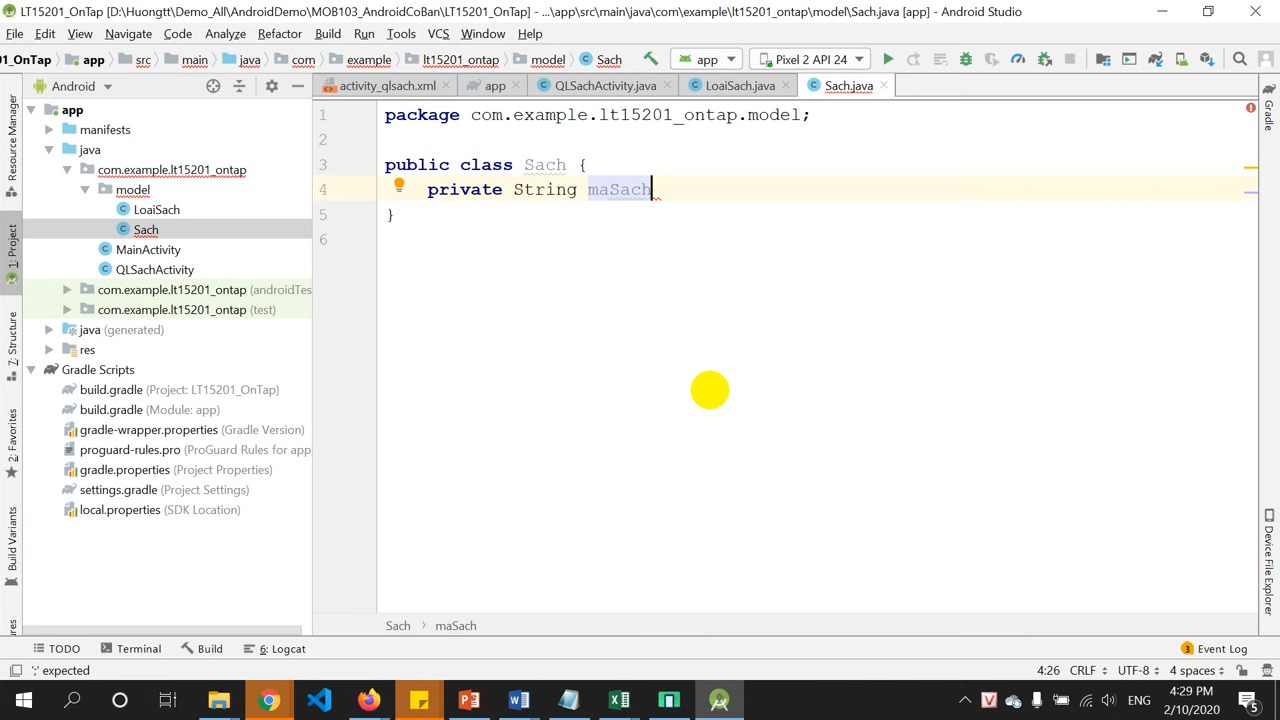 LT15201_OnTap [D:\Huongtt\Demo_All\AndroidDemo\MOB103_AndroidCoBan\LT15201_OnTap] - ...\app\src\main\java\com\example\lt15201_ontap\model\Sach.java [app] - Android Studio
File Edit View Navigate Code Analyze Refactor Build Run Tools VCS Window Help
01_OnTap app src main java com example lt15201_ontap model Sach app Pixel 2 API 24
Android activity_qlsach.xml app QLSachActivity.java LoaiSach.java Sach.java
app
manifests
java
com.example.lt15201_ontap
model
LoaiSach
Sach
MainActivity
QLSachActivity
com.example.lt15201_ontap (androidTes
com.example.lt15201_ontap (test)
java (generated)
res
Gradle Scripts
build.gradle (Project: LT15201_OnTap)
build.gradle (Module: app)
gradle-wrapper.properties (Gradle Version)
proguard-rules.pro (ProGuard Rules for app
gradle.properties (Project Properties)
settings.gradle (Project Settings)
local.properties (SDK Location)
1 package com.example.lt15201_ontap.model;
2
3 public class Sach {
4 private String maSach
5 }
6
Resource Manager
1: Project
7: Structure
2: Favorites
Build Variants
Gradle
Device File Explorer
Sach maSach
TODO Terminal Build 6: Logcat 3 Event Log
';' expected 4:26 CRLF UTF-8 4 spaces
ENG 4:29 PM
2/10/2020
5